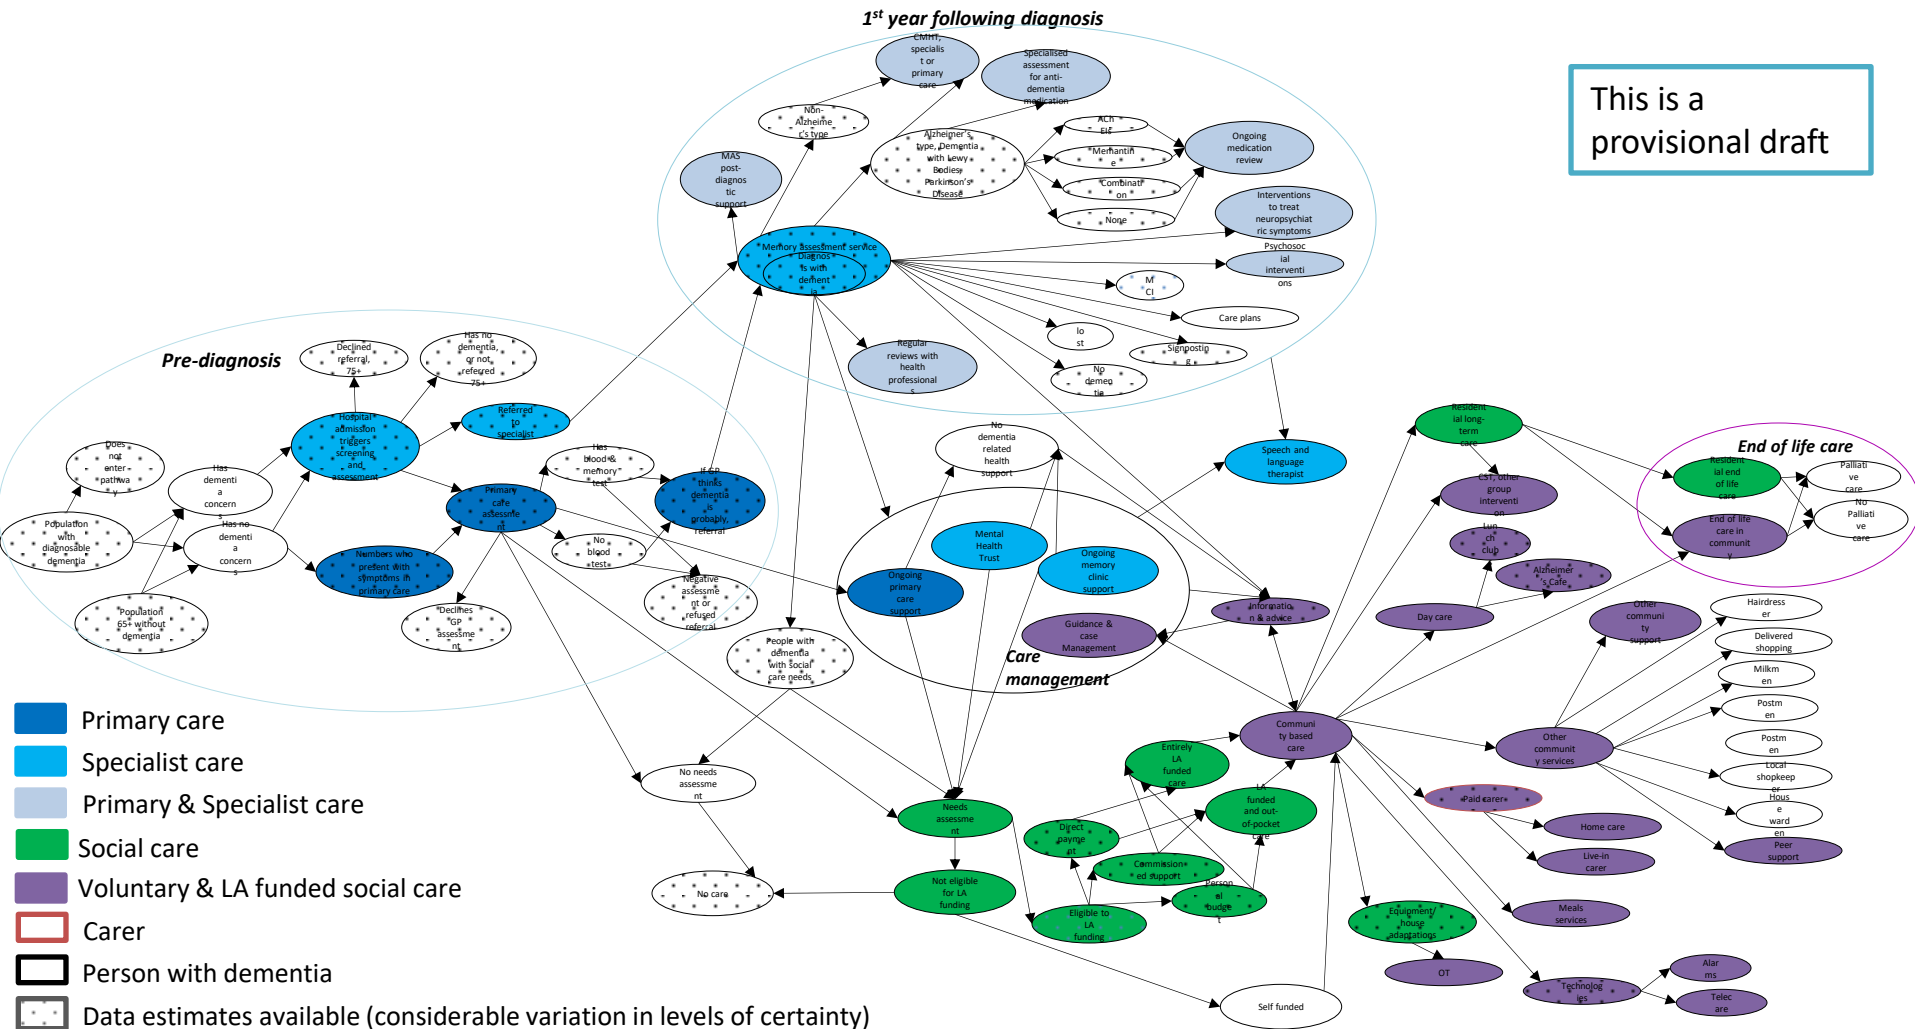 1st year following diagnosis
CMHT,
specialis
t or
primary
care
Specialised
assessment
for anti-
dementia
medication
This is a
provisional draft
Non-
Alzheime
r's type
Alzheimer's
type, Dementia
with Lewy
Bodies,
Parkinson's
Disease
ACh
EIs
Memantin
e
Combinati
on
None
Ongoing
medication
review
MAS
post-
diagnos
tic
support
Interventions
to treat
neuropsychiat
ric symptoms
Psychosoc
ial
interventi
ons
Memory assessment service
Diagnos
is with
dement
ia
M
CI
Care plans
lo
st
Signpostin
g
No
demen
tia
Regular
reviews with
health
professional
s
Pre-diagnosis
Declined
referral,
75+
Has no
dementia,
or not
referred
75+
Hospital
admission
triggers
screening
and
assessment
Referred
to
specialist
Does
not
enter
pathwa
y
Has
dementi
a
concern
s
Has no
dementi
a
concern
s
Population
with
diagnosable
dementia
Population
65+ without
dementia
Numbers who
present with
symptoms in
primary care
Primary
care
assessme
nt
Has
blood &
memory
test
No
blood
test
If GP
thinks
dementia
is
probably,
referral
Declines
GP
assessme
nt
Negative
assessme
nt or
refused
referral
No
dementia
related
health
support
Speech and
language
therapist
Mental
Health
Trust
Ongoing
memory
clinic
support
Ongoing
primary
care
support
Guidance &
case
Management
Care
management
Informatio
n & advice
People with
dementia
with social
care needs
Resident
ial long-
term
care
CST, other
group
interventi
on
Lun
ch
club
Alzheimer
's Cafe
Day care
End of life care
Resident
ial end
of life
care
End of life
care in
communit
y
Palliati
ve care
No
Palliati
ve care
Other
communi
ty
support
Hairdress
er
Delivered
shopping
Milkm
en
Postm
en
Postm
en
Local
shopkeep
er
Hous
e
warden
Peer
support
Communi
ty based
care
Other
communit
y services
Paid carer
Home care
Live-in
carer
Meals
services
Equipment/
house
adaptations
OT
Technolog
ies
Alar
ms
Telec
are
No needs
assessme
nt
No care
Needs
assessme
nt
Not eligible
for LA
funding
Entirely
LA
funded
care
LA
funded
and out-
of-pocket
care
Direct
payme
nt
Commission
ed support
Person
al
budge
t
Eligible to
LA
funding
Self funded
Primary care
Specialist care
Primary & Specialist care
Social care
Voluntary & LA funded social care
Carer
Person with dementia
Data estimates available (considerable variation in levels of certainty)